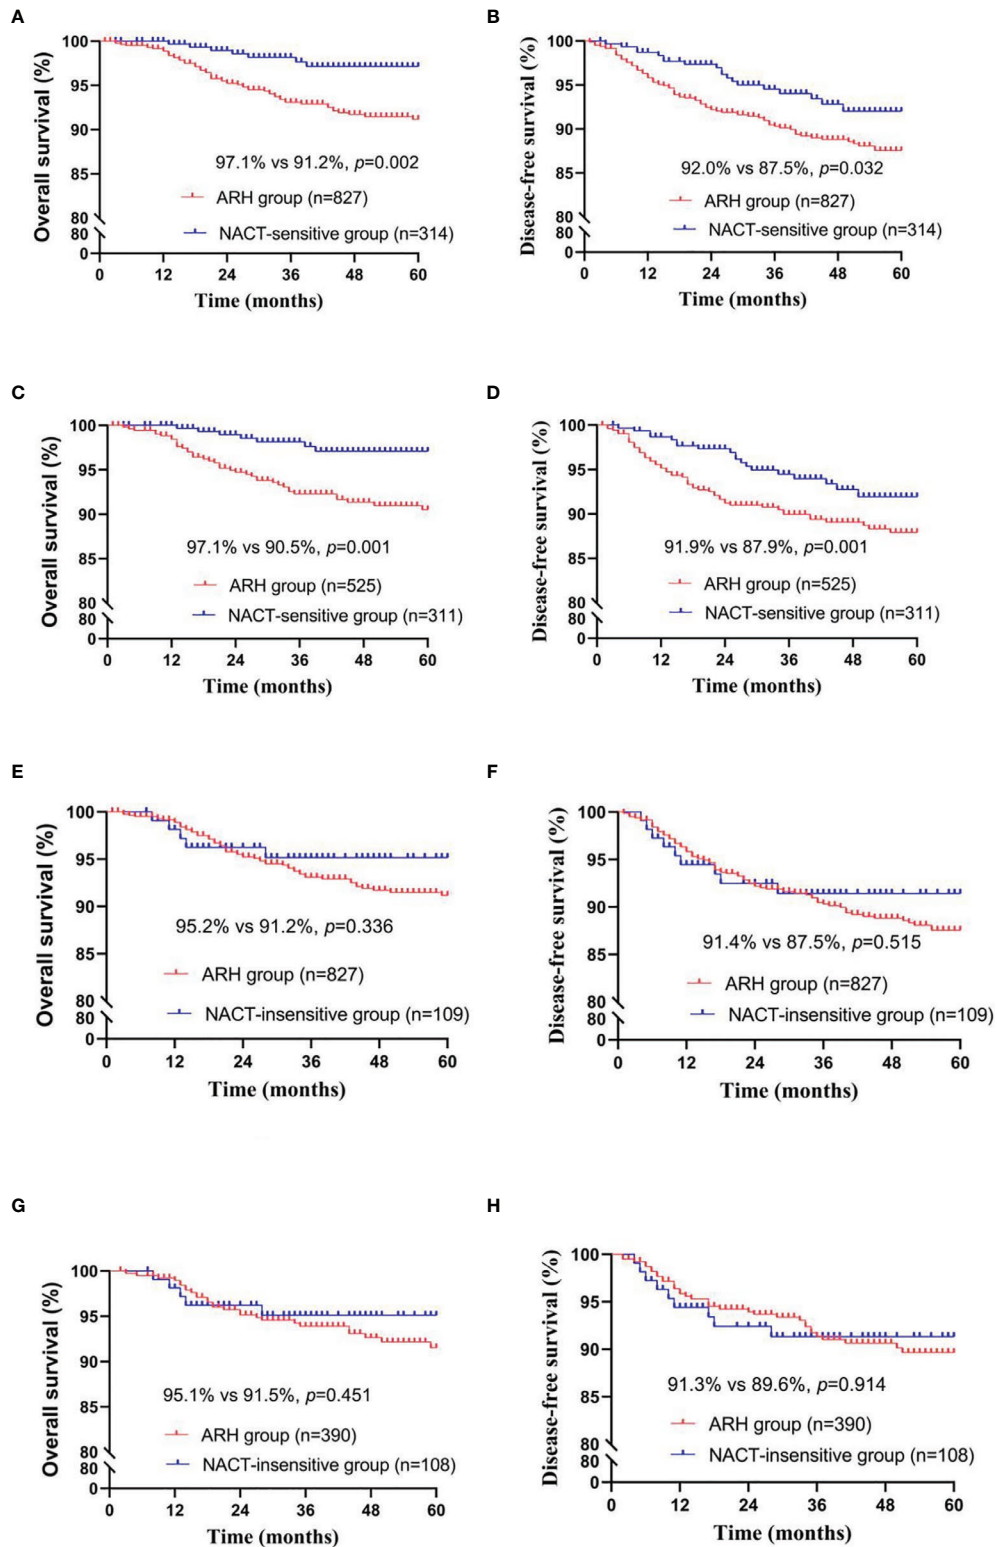 A
Overall survival (%)
100
95
90
85
80
80
0
97.1% vs 91.2%, p=0.002
ARH group (n=827)
NACT-sensitive group (n=314)
0 12 24 36 48 60
Time (months)
B
Disease-free survival (%)
100
95
90
85
80
80
0
92.0% vs 87.5%, p=0.032
ARH group (n=827)
NACT-sensitive group (n=314)
0 12 24 36 48 60
Time (months)
C
Overall survival (%)
100
95
90
85
80
80
0
97.1% vs 90.5%, p=0.001
ARH group (n=525)
NACT-sensitive group (n=311)
0 12 24 36 48 60
Time (months)
D
Disease-free survival (%)
100
95
90
85
80
80
0
91.9% vs 87.9%, p=0.001
ARH group (n=525)
NACT-sensitive group (n=311)
0 12 24 36 48 60
Time (months)
E
Overall survival (%)
100
95
90
85
80
80
0
95.2% vs 91.2%, p=0.336
ARH group (n=827)
NACT-insensitive group (n=109)
0 12 24 36 48 60
Time (months)
F
Disease-free survival (%)
100
95
90
85
80
80
0
91.4% vs 87.5%, p=0.515
ARH group (n=827)
NACT-insensitive group (n=109)
0 12 24 36 48 60
Time (months)
G
Overall survival (%)
100
95
90
85
80
80
0
95.1% vs 91.5%, p=0.451
ARH group (n=390)
NACT-insensitive group (n=108)
0 12 24 36 48 60
Time (months)
H
Disease-free survival (%)
100
95
90
85
80
80
0
91.3% vs 89.6%, p=0.914
ARH group (n=390)
NACT-insensitive group (n=108)
0 12 24 36 48 60
Time (months)